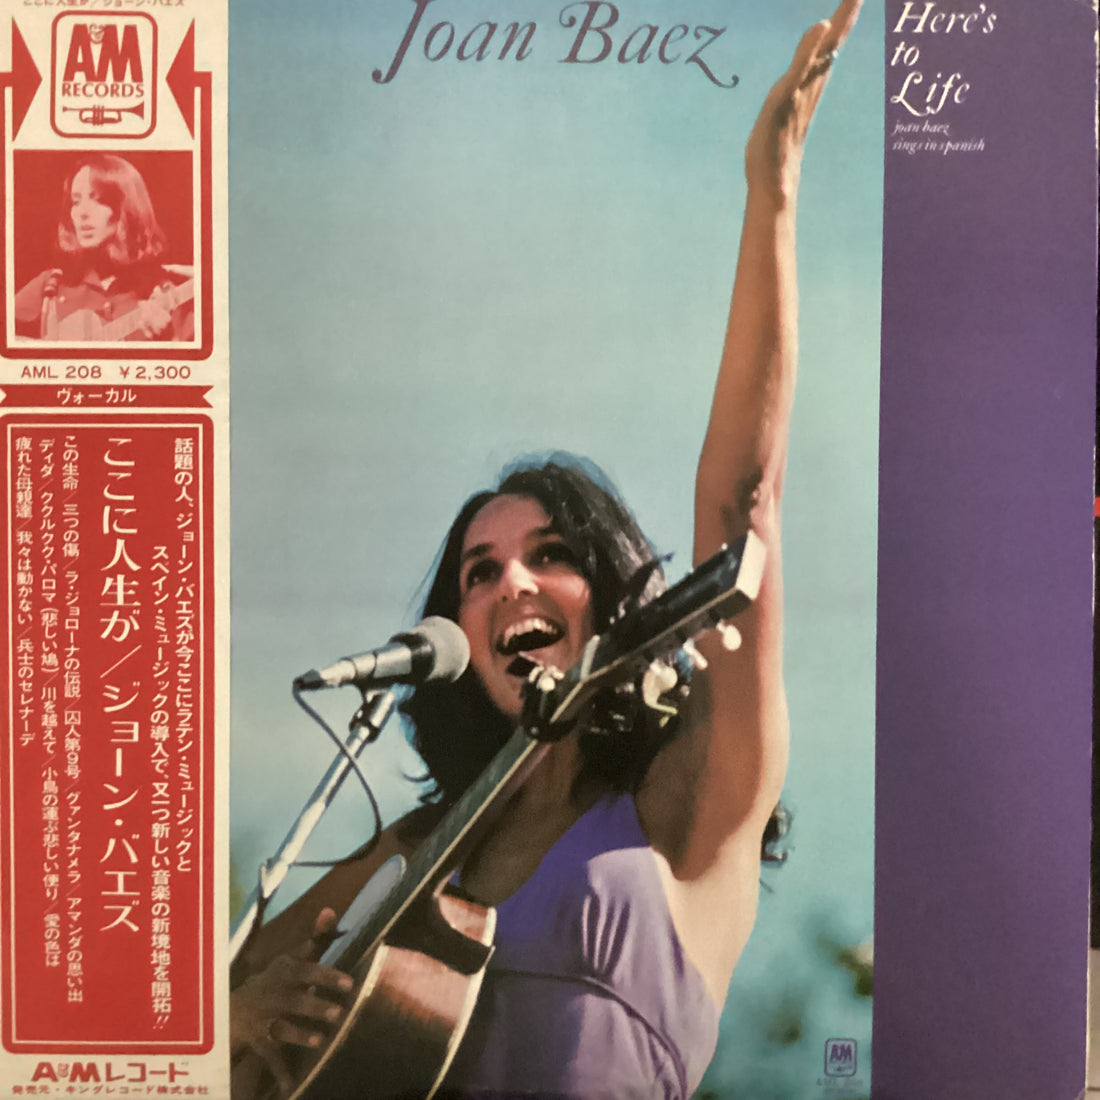 ここに人生が／ジョーン・バエズ
A&M
RECORDS
AML 208 ￥2,300
ヴォーカル
話題の人、ジョーン・バエズが今ここにラテン・ミュージックと
スペイン・ミュージックの導入で、又一つ新しい音楽の新境地を開拓!!
ここに人生が／ジョーン・バエズ
この生命／三つの傷／ラ・ジョローナの伝説／囚人第9号／グァンタナメラ／アマンダの思い出
ディダ／ククルクク・パロマ(悲しい鳩)／川を越えて／小鳥の運ぶ悲しい便り／愛の色は
疲れた母親達／我々は動かない／兵士のセレナーデ
A&Mレコード
発売元・キングレコード株式会社
Joan Baez
Here's
to
Life
joan baez
sings in spanish
A&M